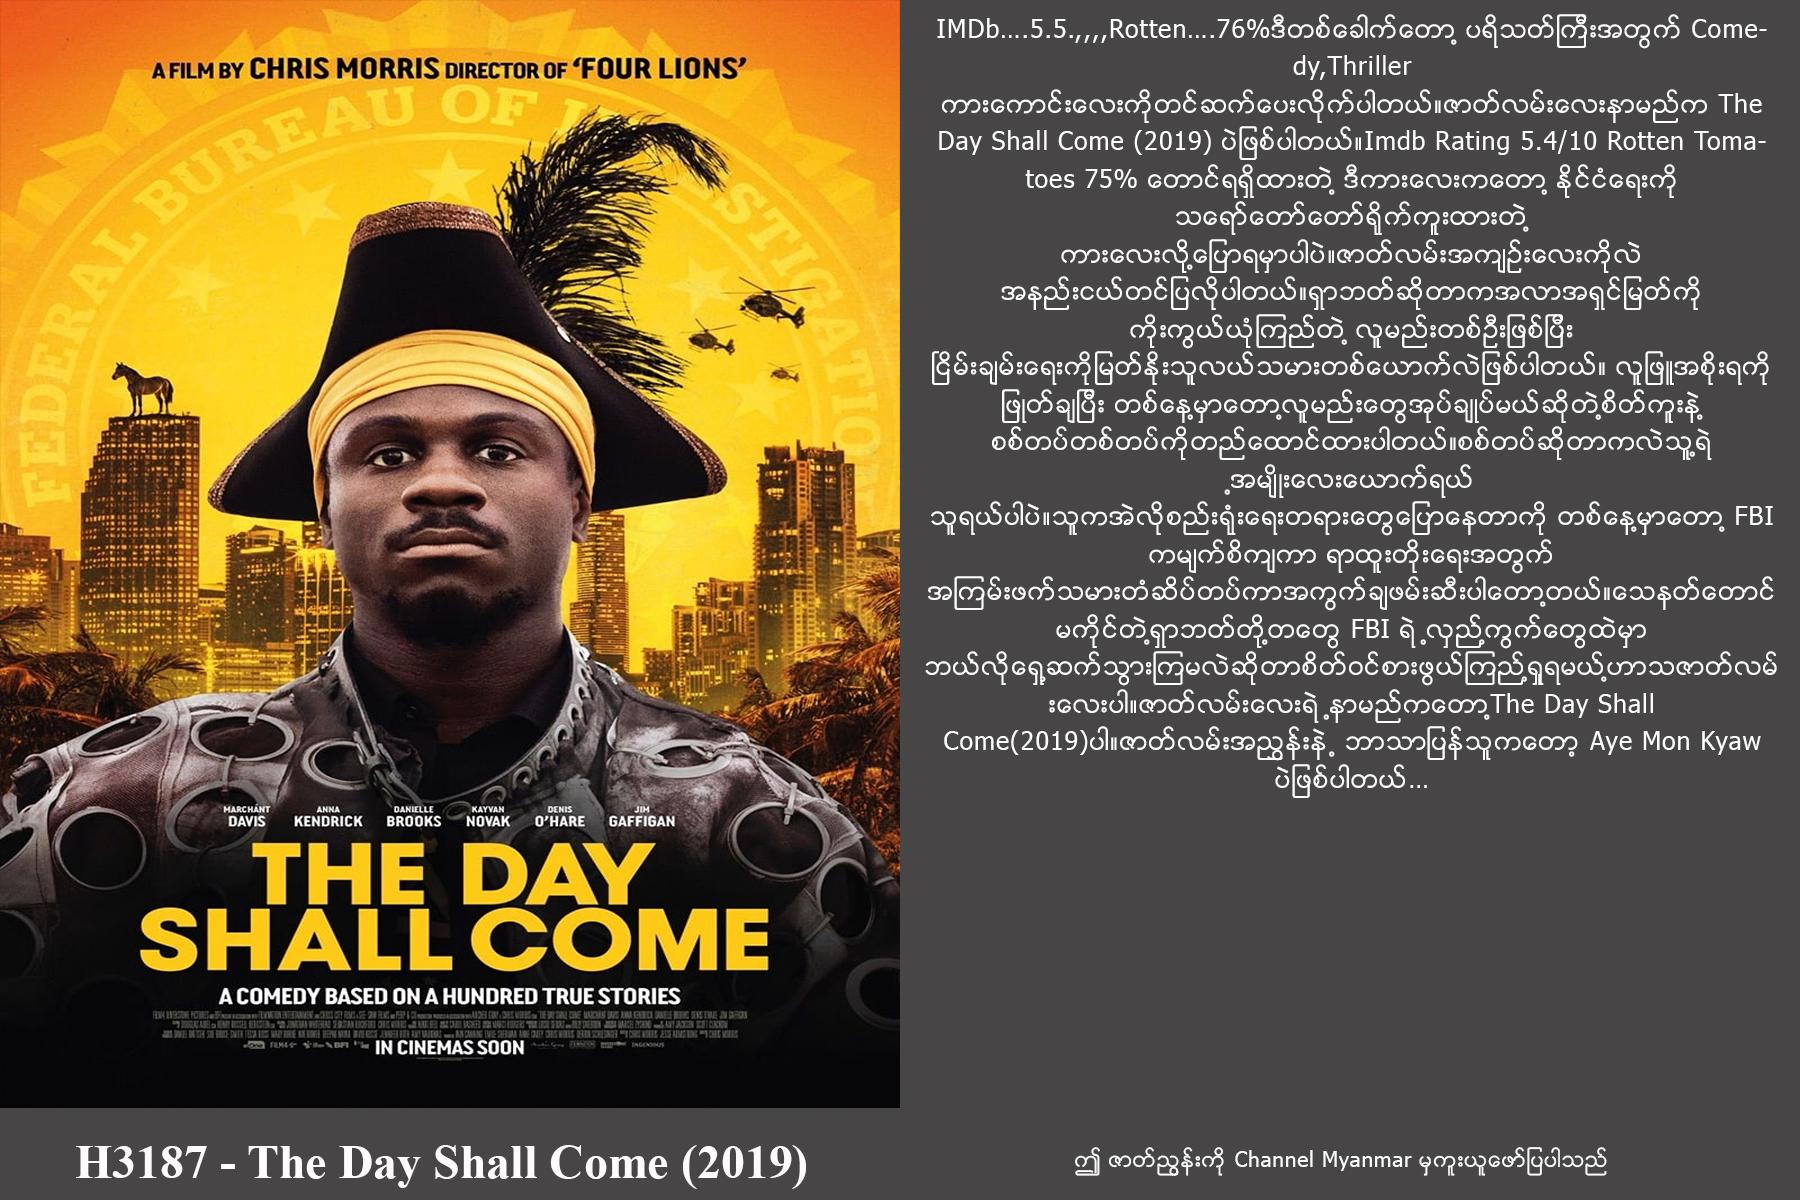 A FILM BY CHRIS MORRIS DIRECTOR OF 'FOUR LIONS'
FEDERAL BUREAU OF INVESTIGATION
MARCHÁNT DAVIS
ANNA KENDRICK
DANIELLE BROOKS
KAYVAN NOVAK
DENIS O'HARE
JIM GAFFIGAN
THE DAY
SHALL COME
A COMEDY BASED ON A HUNDRED TRUE STORIES
IN CINEMAS SOON
H3187 - The Day Shall Come (2019)
IMDb....5.5.,,,,Rotten....76%ဒီတစ်ခေါက်တော့ ပရိသတ်ကြီးအတွက် Come-
dy,Thriller
ကားကောင်းလေးကိုတင်ဆက်ပေးလိုက်ပါတယ်။ဇာတ်လမ်းလေးနာမည်က The
Day Shall Come (2019) ပဲဖြစ်ပါတယ်။Imdb Rating 5.4/10 Rotten Toma-
toes 75% တောင်ရရှိထားတဲ့ ဒီကားလေးကတော့ နိုင်ငံရေးကို
သရော်တော်တော်ရိုက်ကူးထားတဲ့
ကားလေးလို့ပြောရမှာပါပဲ။ဇာတ်လမ်းအကျဉ်းလေးကိုလဲ
အနည်းငယ်တင်ပြလိုပါတယ်။ရှာဘတ်ဆိုတာကအလာအရှင်မြတ်ကို
ကိုးကွယ်ယုံကြည်တဲ့ လူမည်းတစ်ဦးဖြစ်ပြီး
ငြိမ်းချမ်းရေးကိုမြတ်နိုးသူလယ်သမားတစ်ယောက်လဲဖြစ်ပါတယ်။ လူဖြူအစိုးရကို
ဖြုတ်ချပြီး တစ်နေ့မှာတော့လူမည်းတွေအုပ်ချုပ်မယ်ဆိုတဲ့စိတ်ကူးနဲ့
စစ်တပ်တစ်တပ်ကိုတည်ထောင်ထားပါတယ်။စစ်တပ်ဆိုတာကလဲသူ့ရဲ
့အမျိုးလေးယောက်ရယ်
သူရယ်ပါပဲ။သူကအဲလိုစည်းရုံးရေးတရားတွေပြောနေတာကို တစ်နေ့မှာတော့ FBI
ကမျက်စိကျကာ ရာထူးတိုးရေးအတွက်
အကြမ်းဖက်သမားတံဆိပ်တပ်ကာအကွက်ချဖမ်းဆီးပါတော့တယ်။သေနတ်တောင်
မကိုင်တဲ့ရှာဘတ်တို့တတွေ FBI ရဲ့လှည့်ကွက်တွေထဲမှာ
ဘယ်လိုရှေ့ဆက်သွားကြမလဲဆိုတာစိတ်ဝင်စားဖွယ်ကြည့်ရှုရမယ့်ဟာသဇာတ်လမ်
းလေးပါ။ဇာတ်လမ်းလေးရဲ့နာမည်ကတော့The Day Shall
Come(2019)ပါ။ဇာတ်လမ်းအညွှန်းနဲ့ ဘာသာပြန်သူကတော့ Aye Mon Kyaw
ပဲဖြစ်ပါတယ်...
ဤ ဇာတ်ညွှန်းကို Channel Myanmar မှကူးယူဖော်ပြပါသည်